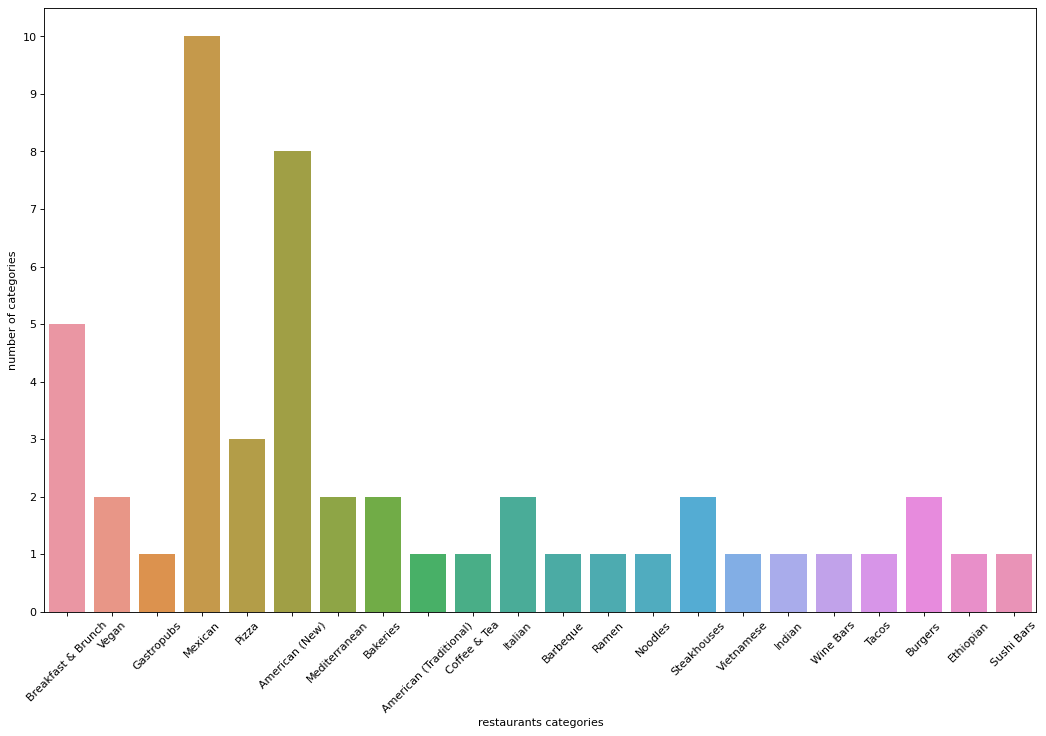 10
9
8
7
6
5
4
3
2
1
0
number of categories
Breakfast & Brunch
Vegan
Gastropubs
Mexican
Pizza
American (New)
Mediterranean
Bakeries
American (Traditional)
Coffee & Tea
Italian
Barbeque
Ramen
Noodles
Steakhouses
Vietnamese
Indian
Wine Bars
Tacos
Burgers
Ethiopian
Sushi Bars
restaurants categories